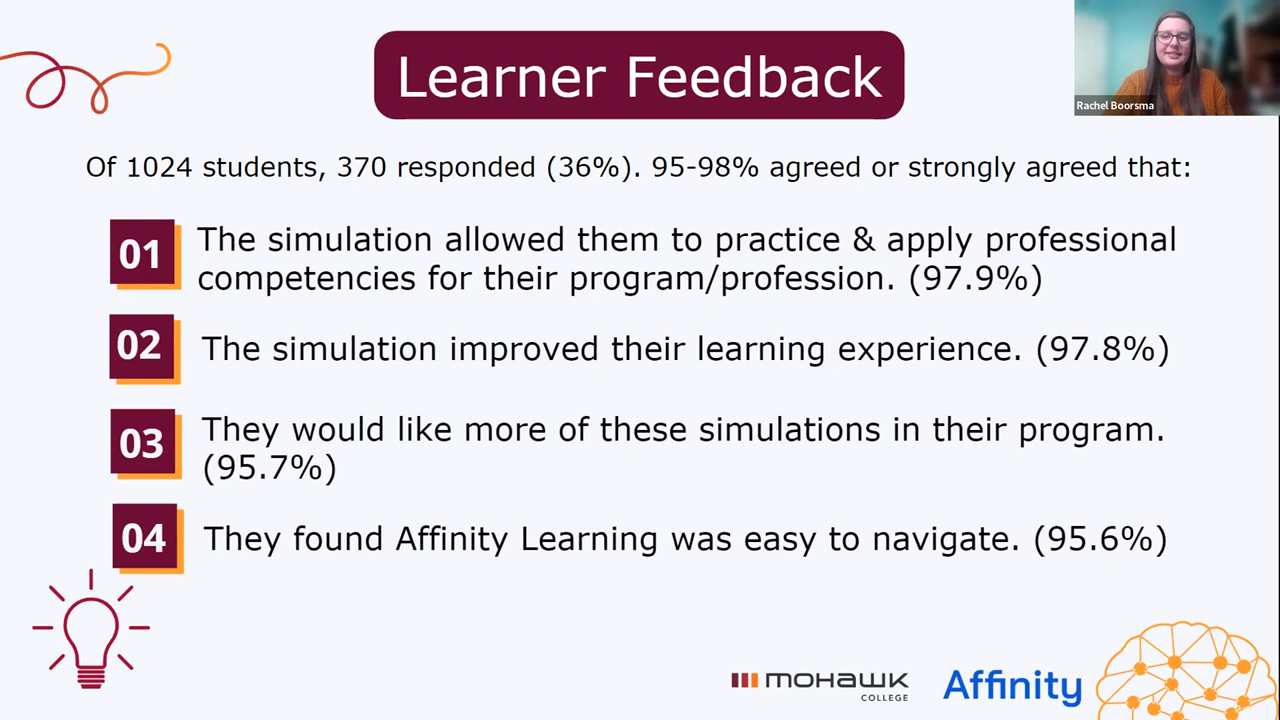 Learner Feedback
Rachel Boorsma
Of 1024 students, 370 responded (36%). 95-98% agreed or strongly agreed that:
01
The simulation allowed them to practice & apply professional
competencies for their program/profession. (97.9%)
02
The simulation improved their learning experience. (97.8%)
03
They would like more of these simulations in their program.
(95.7%)
04
They found Affinity Learning was easy to navigate. (95.6%)
mohawk
COLLEGE
Affinity